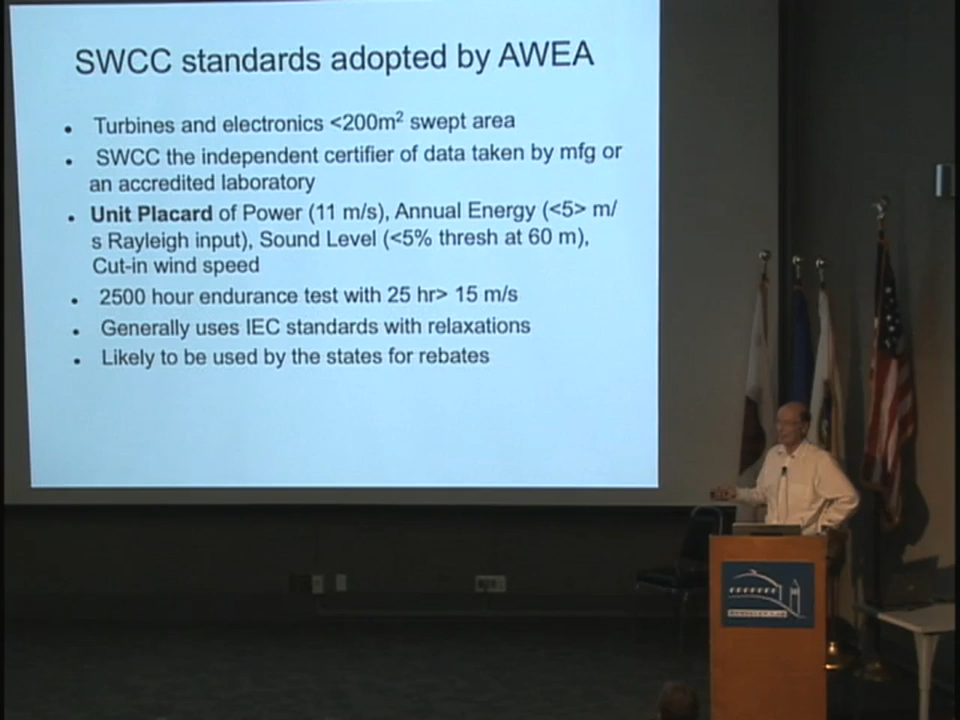 SWCC standards adopted by AWEA
• Turbines and electronics <200m² swept area
• SWCC the independent certifier of data taken by mfg or
an accredited laboratory
• Unit Placard of Power (11 m/s), Annual Energy (<5> m/
s Rayleigh input), Sound Level (<5% thresh at 60 m),
Cut-in wind speed
• 2500 hour endurance test with 25 hr> 15 m/s
• Generally uses IEC standards with relaxations
• Likely to be used by the states for rebates